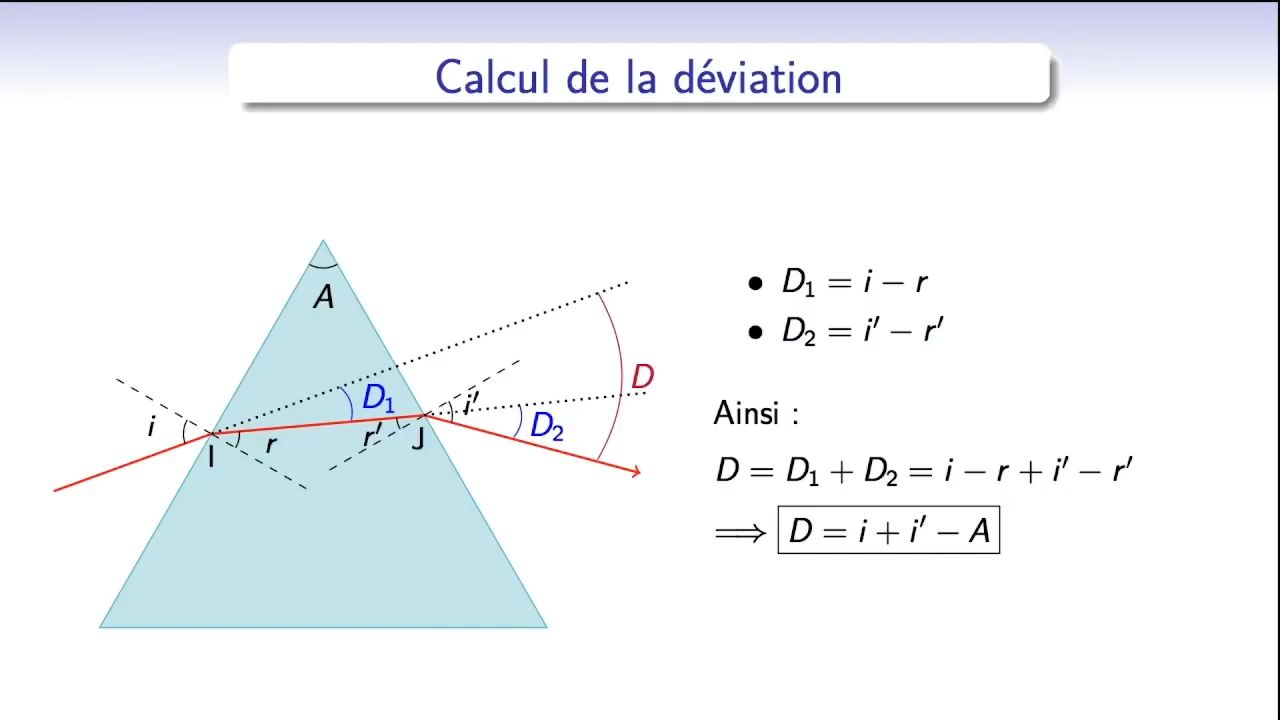 Calcul de la déviation
A
i
I
r
D₁
r′
J
i′
D₂
D
• D₁ = i − r
• D₂ = i′ − r′
Ainsi :
D = D₁ + D₂ = i − r + i′ − r′
⟹ D = i + i′ − A